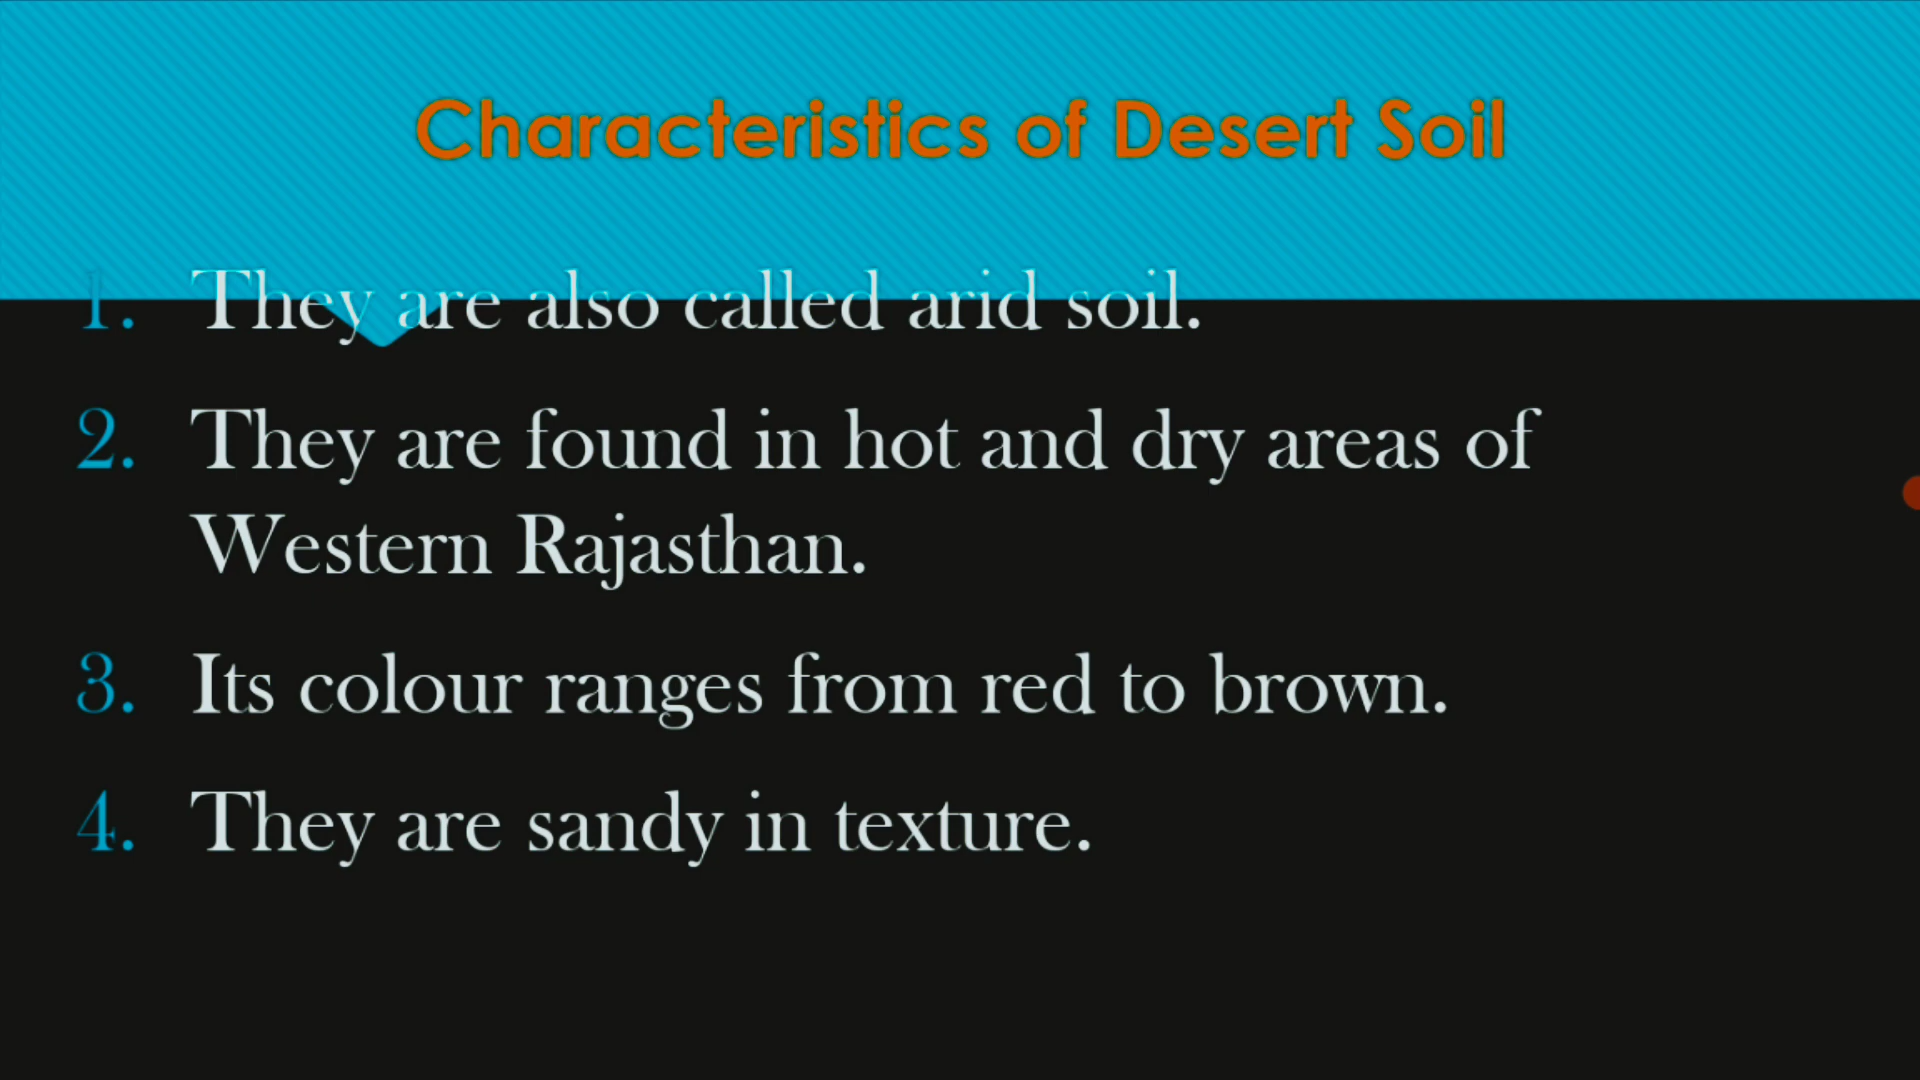 Characteristics of Desert Soil
1. They are also called arid soil.
2. They are found in hot and dry areas of
Western Rajasthan.
3. Its colour ranges from red to brown.
4. They are sandy in texture.